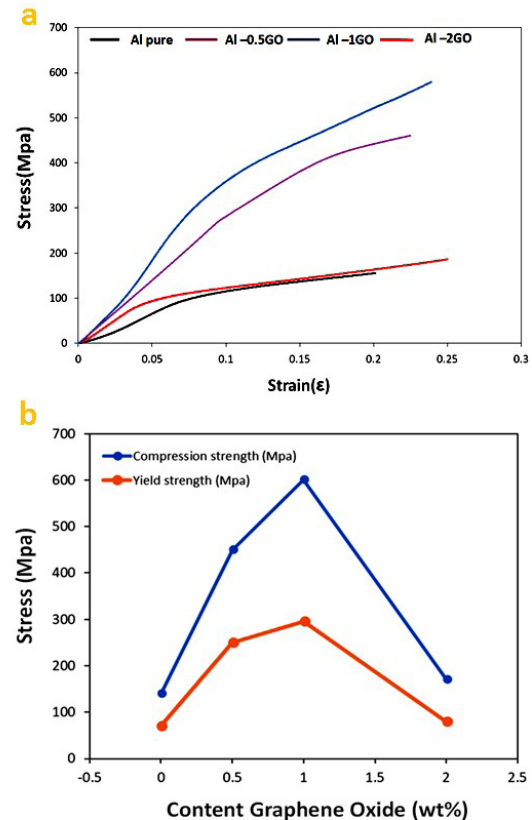 a
700
Al pure Al –0.5GO Al –1GO Al –2GO
600
500
400
300
200
100
0
Stress(Mpa)
0 0.05 0.1 0.15 0.2 0.25 0.3
Strain(ε)
b
700
Compression strength (Mpa)
600
Yield strength (Mpa)
500
400
300
200
100
0
Stress (Mpa)
-0.5 0 0.5 1 1.5 2 2.5
Content Graphene Oxide (wt%)